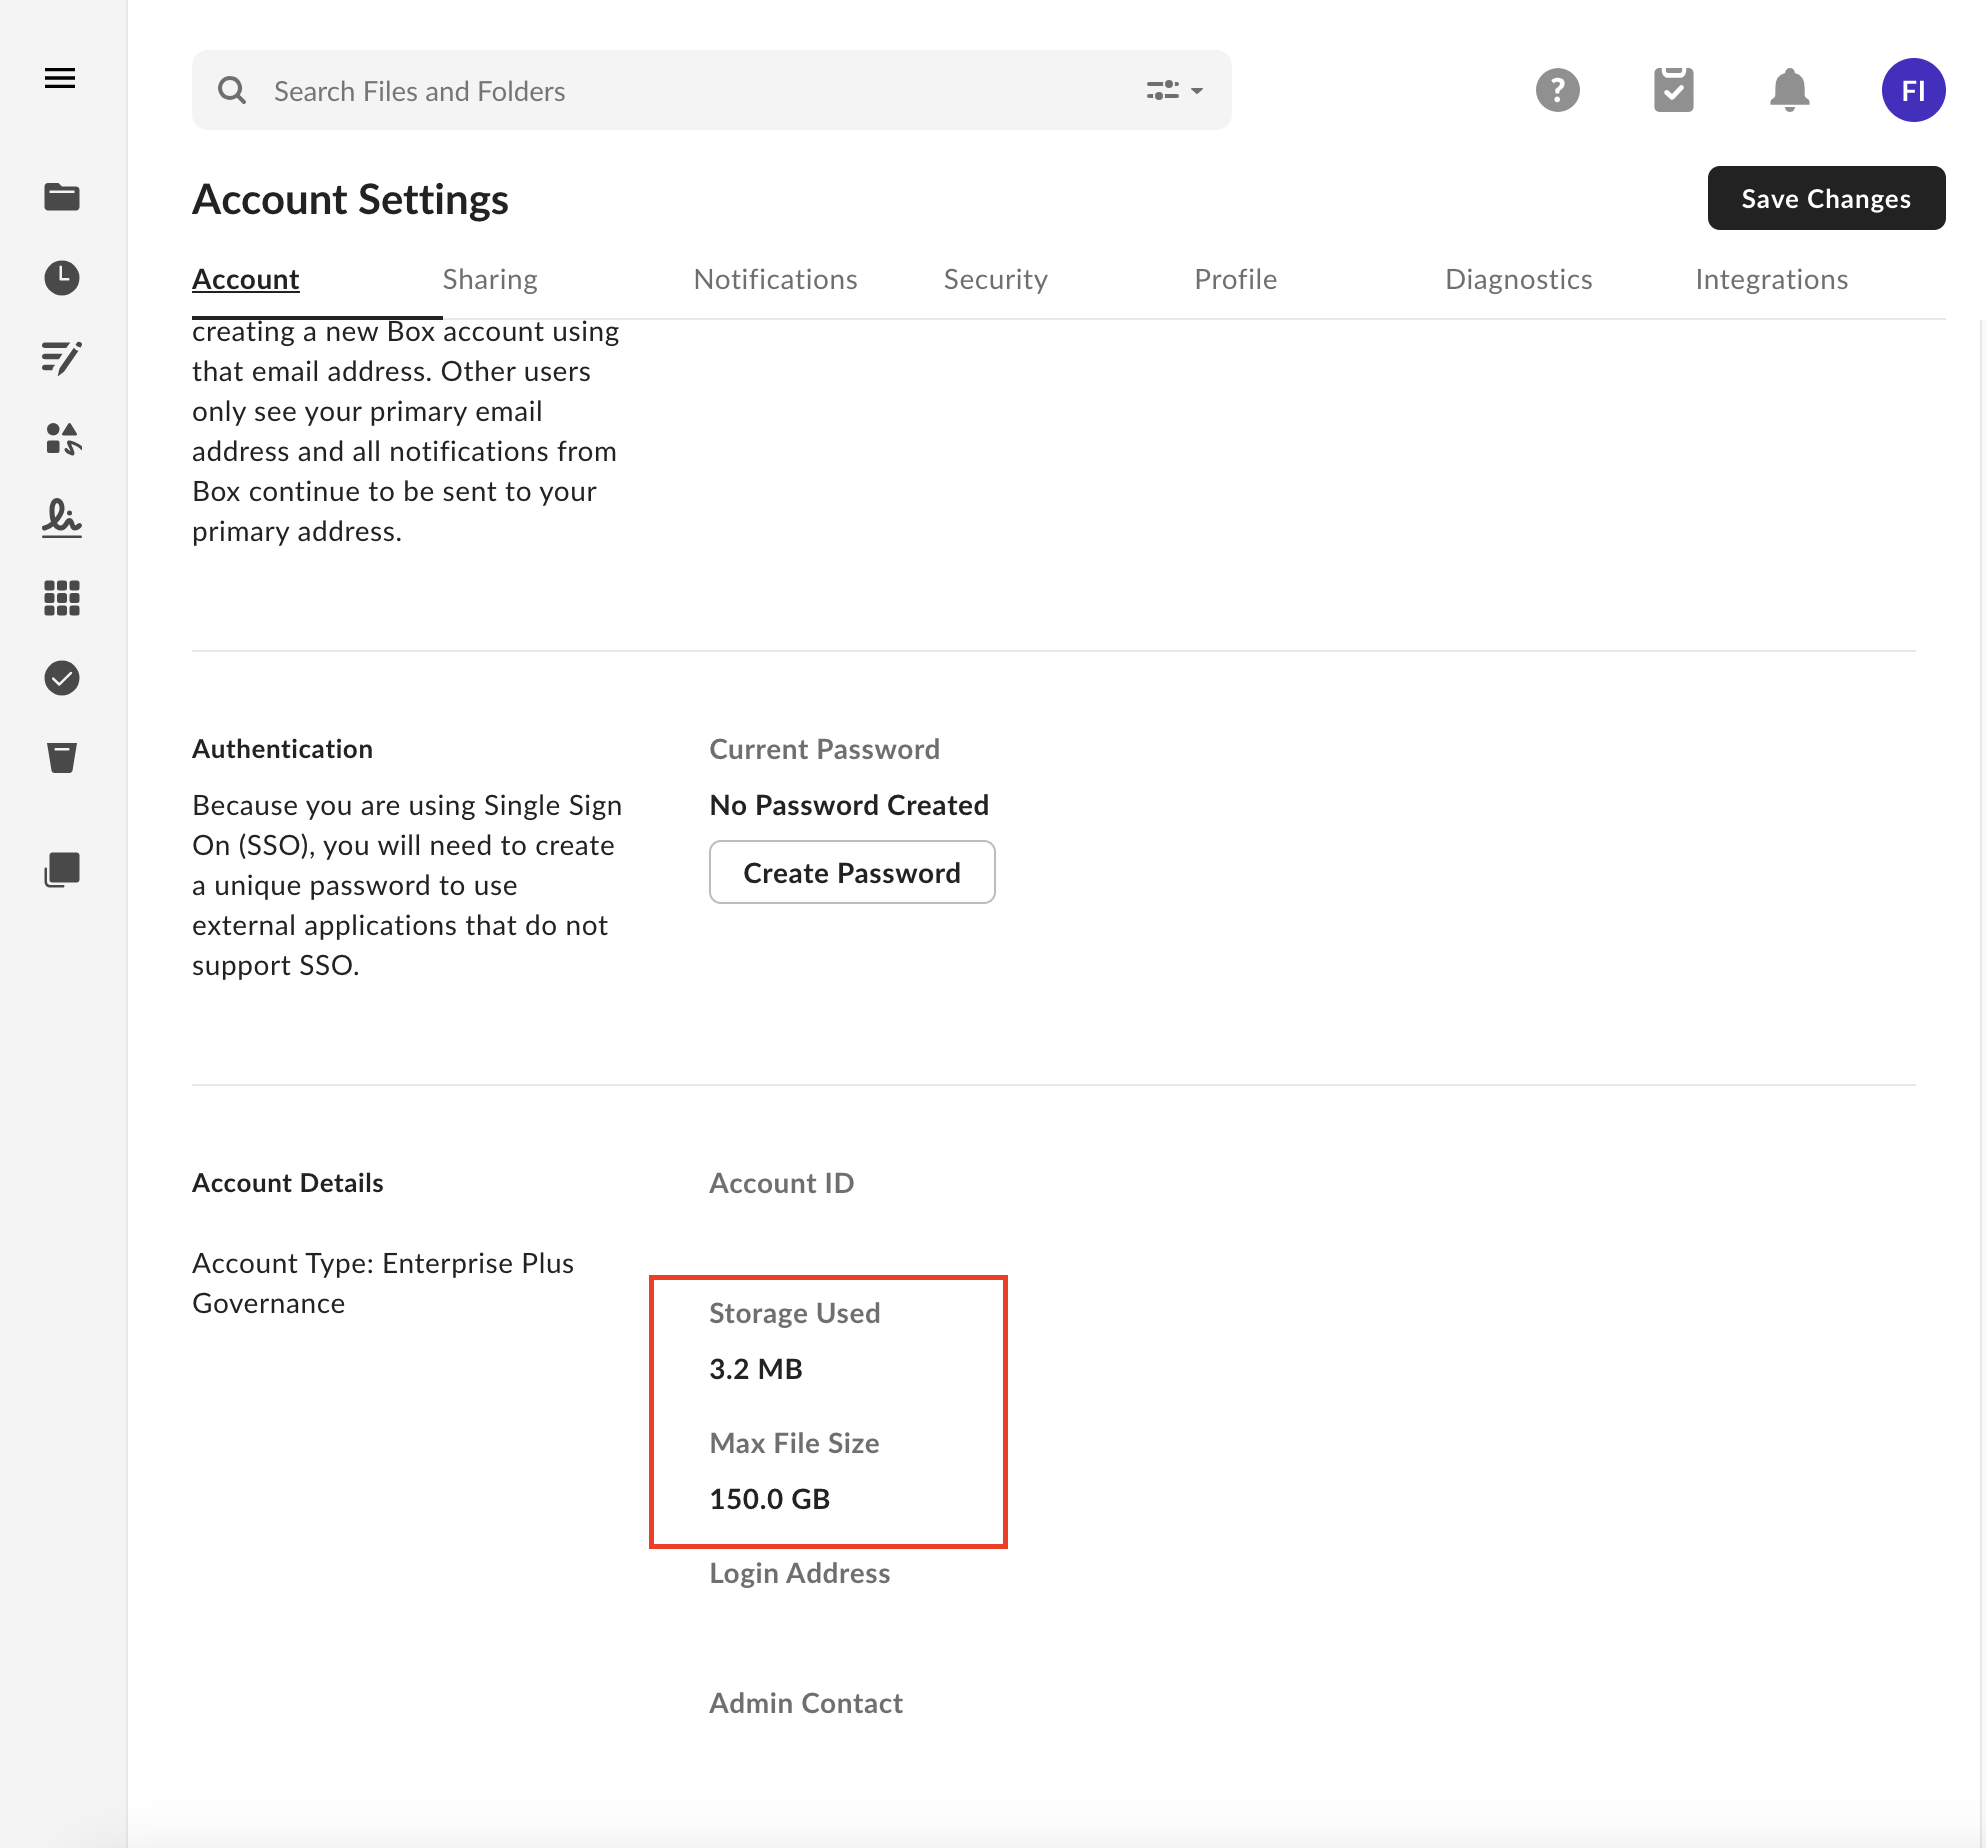 Search Files and Folders
FI
Account Settings
Save Changes
Account
Sharing
Notifications
Security
Profile
Diagnostics
Integrations
creating a new Box account using
that email address. Other users
only see your primary email
address and all notifications from
Box continue to be sent to your
primary address.
Authentication
Because you are using Single Sign
On (SSO), you will need to create
a unique password to use
external applications that do not
support SSO.
Current Password
No Password Created
Create Password
Account Details
Account Type: Enterprise Plus
Governance
Account ID
Storage Used
3.2 MB
Max File Size
150.0 GB
Login Address
Admin Contact